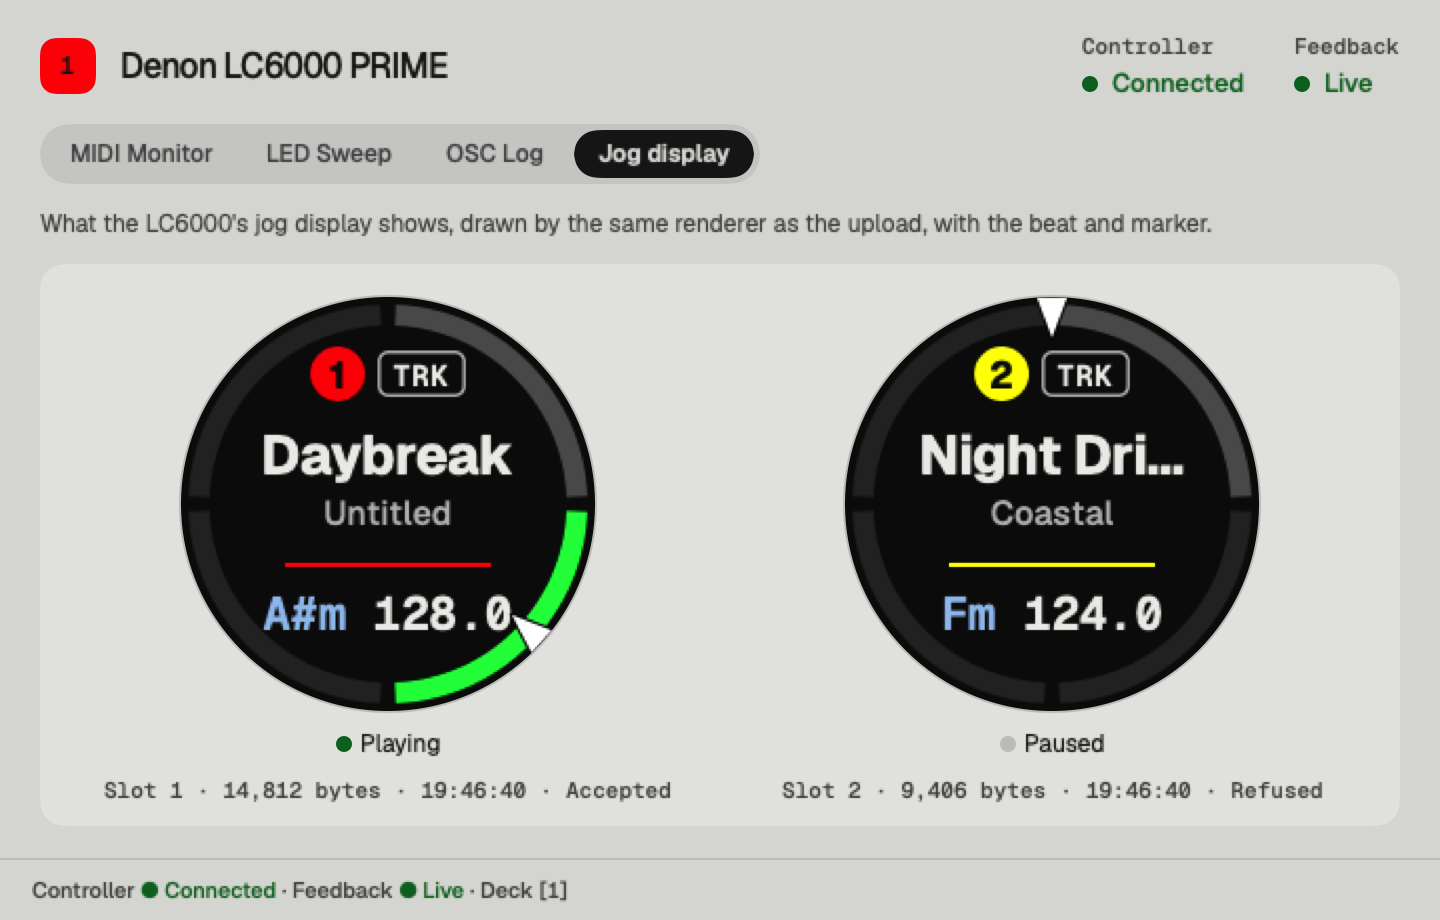 1 Denon LC6000 PRIME
Controller
Connected
Feedback
Live
MIDI Monitor LED Sweep OSC Log Jog display
What the LC6000's jog display shows, drawn by the same renderer as the upload, with the beat and marker.
1 TRK
Daybreak
Untitled
A#m 128.0
Playing
Slot 1 · 14,812 bytes · 19:46:40 · Accepted
2 TRK
Night Dri...
Coastal
Fm 124.0
Paused
Slot 2 · 9,406 bytes · 19:46:40 · Refused
Controller Connected · Feedback Live · Deck [1]